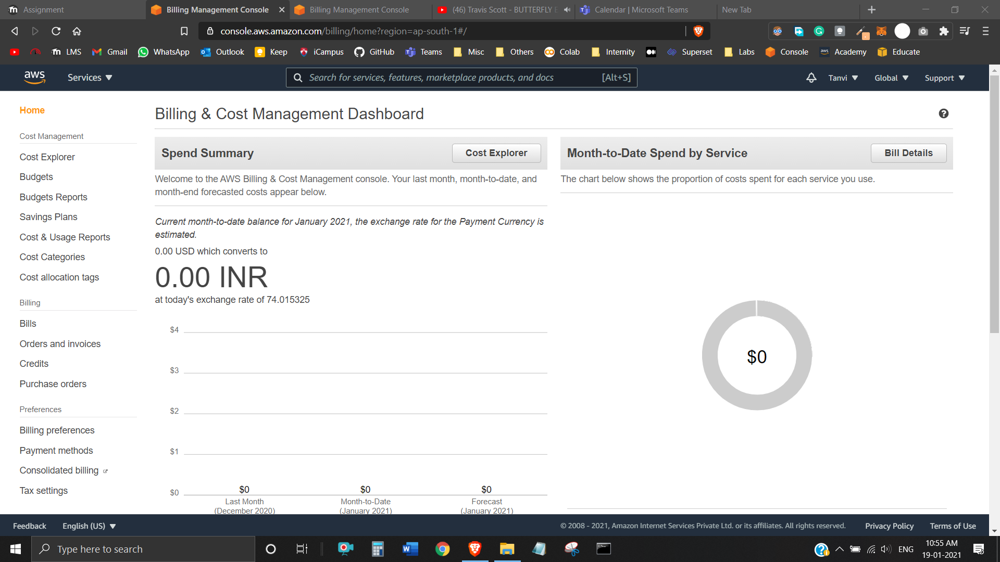 Assignment
Billing Management Console
Billing Management Console
(46) Travis Scott - BUTTERFLY E
Calendar | Microsoft Teams
New Tab
console.aws.amazon.com/billing/home?region=ap-south-1#/
LMS
Gmail
WhatsApp
Outlook
Keep
iCampus
GitHub
Teams
Misc
Others
Colab
Internity
Superset
Labs
Console
aws
Academy
Educate
aws
Services
Search for services, features, marketplace products, and docs
[Alt+S]
Tanvi
Global
Support
Home
Cost Management
Cost Explorer
Budgets
Budgets Reports
Savings Plans
Cost & Usage Reports
Cost Categories
Cost allocation tags
Billing
Bills
Orders and invoices
Credits
Purchase orders
Preferences
Billing preferences
Payment methods
Consolidated billing
Tax settings
Billing & Cost Management Dashboard
Spend Summary
Cost Explorer
Welcome to the AWS Billing & Cost Management console. Your last month, month-to-date, and
month-end forecasted costs appear below.
Current month-to-date balance for January 2021, the exchange rate for the Payment Currency is
estimated.
0.00 USD which converts to
0.00 INR
at today's exchange rate of 74.015325
$4
$3
$2
$1
$0
$0
$0
$0
Last Month
(December 2020)
Month-to-Date
(January 2021)
Forecast
(January 2021)
Month-to-Date Spend by Service
Bill Details
The chart below shows the proportion of costs spent for each service you use.
$0
Feedback
English (US)
© 2008 - 2021, Amazon Internet Services Private Ltd. or its affiliates. All rights reserved.
Privacy Policy
Terms of Use
Type here to search
ENG
10:55 AM
19-01-2021